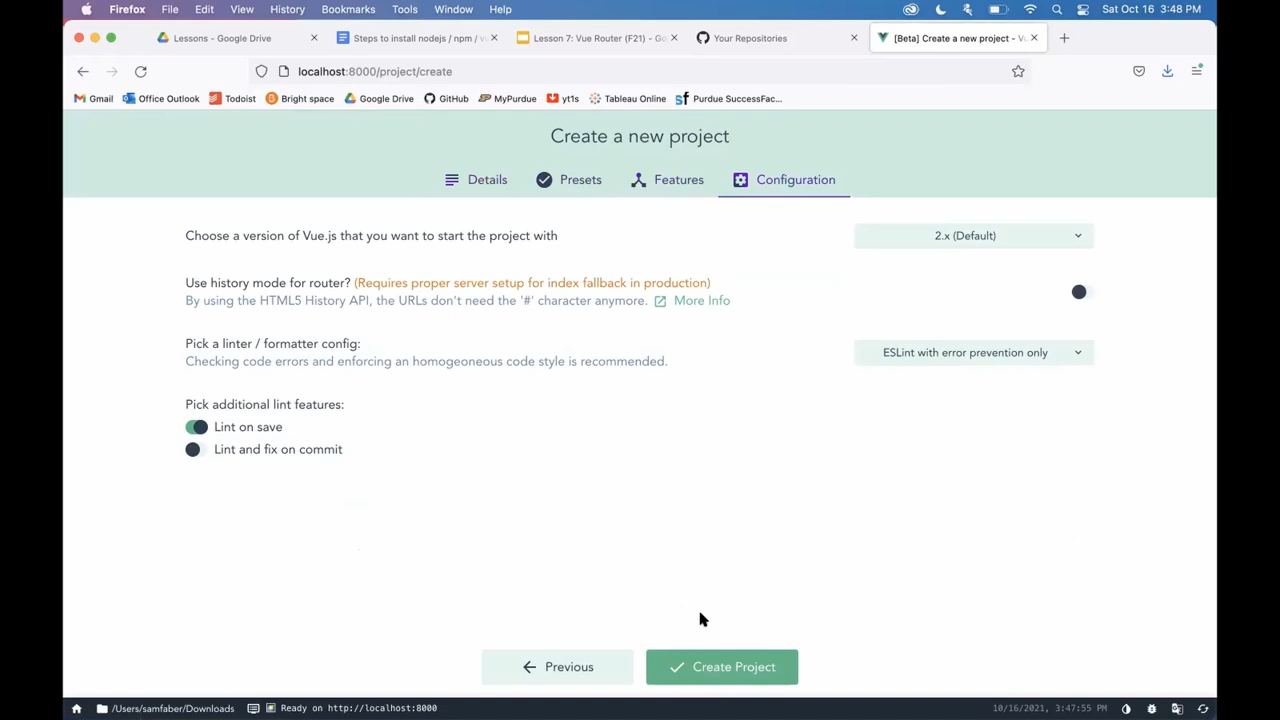 Firefox File Edit View History Bookmarks Tools Window Help Sat Oct 16 3:48 PM
Lessons - Google Drive Steps to install nodejs / npm / v Lesson 7: Vue Router (F21) - Go Your Repositories [Beta] Create a new project - Vu
localhost:8000/project/create
Gmail Office Outlook Todoist Bright space Google Drive GitHub MyPurdue yt1s Tableau Online Purdue SuccessFac...
Create a new project
Details Presets Features Configuration
Choose a version of Vue.js that you want to start the project with 2.x (Default)
Use history mode for router? (Requires proper server setup for index fallback in production)
By using the HTML5 History API, the URLs don't need the '#' character anymore. More Info
Pick a linter / formatter config:
Checking code errors and enforcing an homogeoneous code style is recommended. ESLint with error prevention only
Pick additional lint features:
Lint on save
Lint and fix on commit
Previous Create Project
/Users/samfaber/Downloads Ready on http://localhost:8000 10/16/2021, 3:47:55 PM